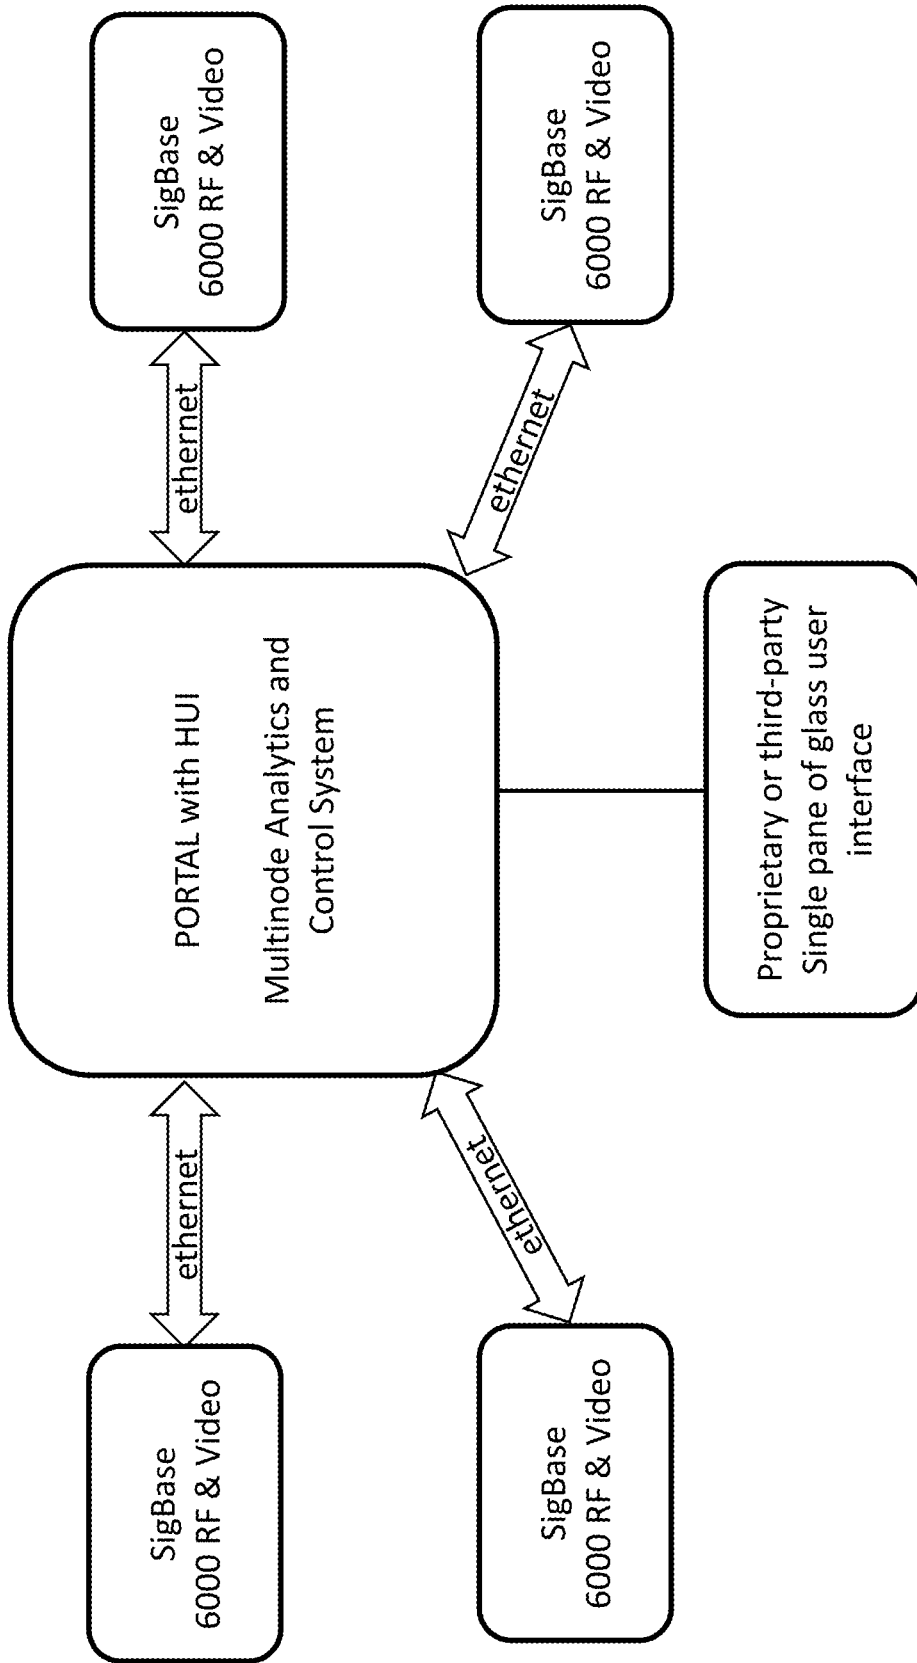 SigBase
6000 RF & Video
ethernet
PORTAL with HUI
Multinode Analytics and
Control System
ethernet
SigBase
6000 RF & Video
SigBase
6000 RF & Video
ethernet
ethernet
SigBase
6000 RF & Video
Proprietary or third-party
Single pane of glass user
interface